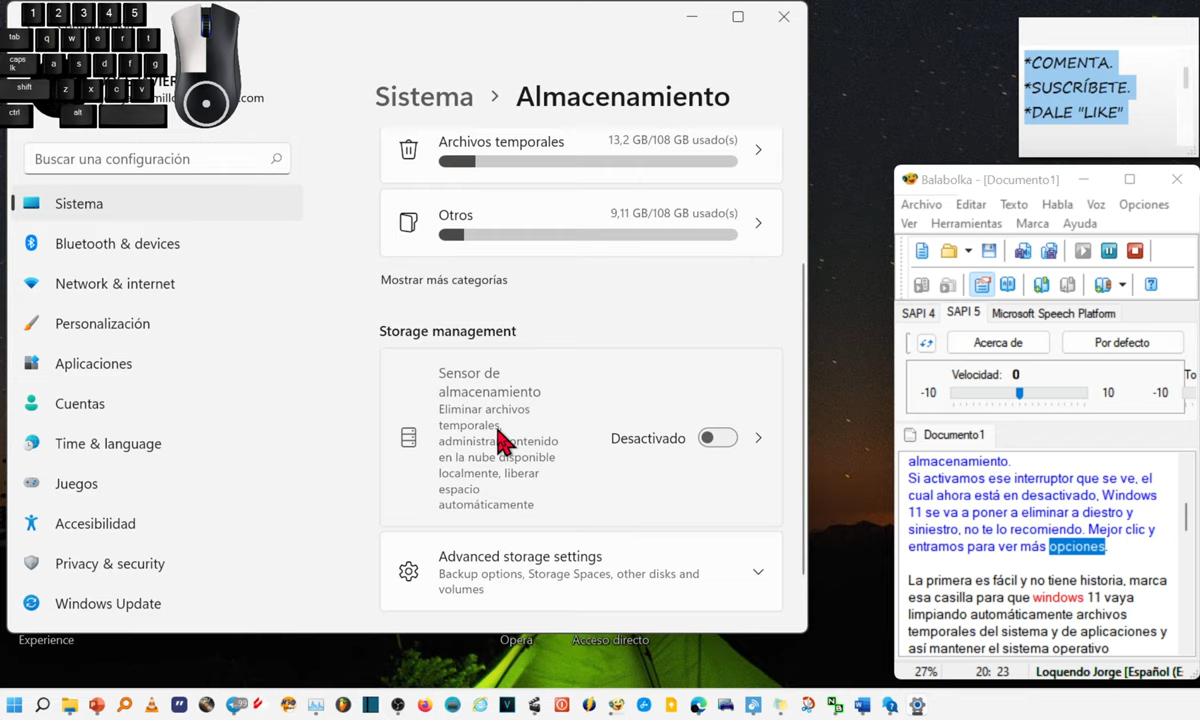 1 2 3 4 5
tab q w e r t
caps lk a s d f g
shift z x c v
ctrl alt
Sistema > Almacenamiento
Buscar una configuración
Sistema
Bluetooth & devices
Network & internet
Personalización
Aplicaciones
Cuentas
Time & language
Juegos
Accesibilidad
Privacy & security
Windows Update
Archivos temporales
13,2 GB/108 GB usado(s)
Otros
9,11 GB/108 GB usado(s)
Mostrar más categorías
Storage management
Sensor de
almacenamiento
Eliminar archivos
temporales,
administrar contenido
en la nube disponible
localmente, liberar
espacio
automáticamente
Desactivado
Advanced storage settings
Backup options, Storage Spaces, other disks and
volumes
Experience
Opera
Acceso directo
*COMENTA.
*SUSCRÍBETE.
*DALE "LIKE"
Balabolka - [Documento1]
Archivo Editar Texto Habla Voz Opciones
Ver Herramientas Marca Ayuda
SAPI 4 SAPI 5 Microsoft Speech Platform
Acerca de Por defecto
Velocidad: 0
-10 10 -10
Documento1
almacenamiento.
Si activamos ese interruptor que se ve, el
cual ahora está en desactivado, Windows
11 se va a poner a eliminar a diestro y
siniestro, no te lo recomiendo. Mejor clic y
entramos para ver más opciones.
La primera es fácil y no tiene historia, marca
esa casilla para que windows 11 vaya
limpiando automáticamente archivos
temporales del sistema y de aplicaciones y
así mantener el sistema operativo
27% 20: 23 Loquendo Jorge [Español (E